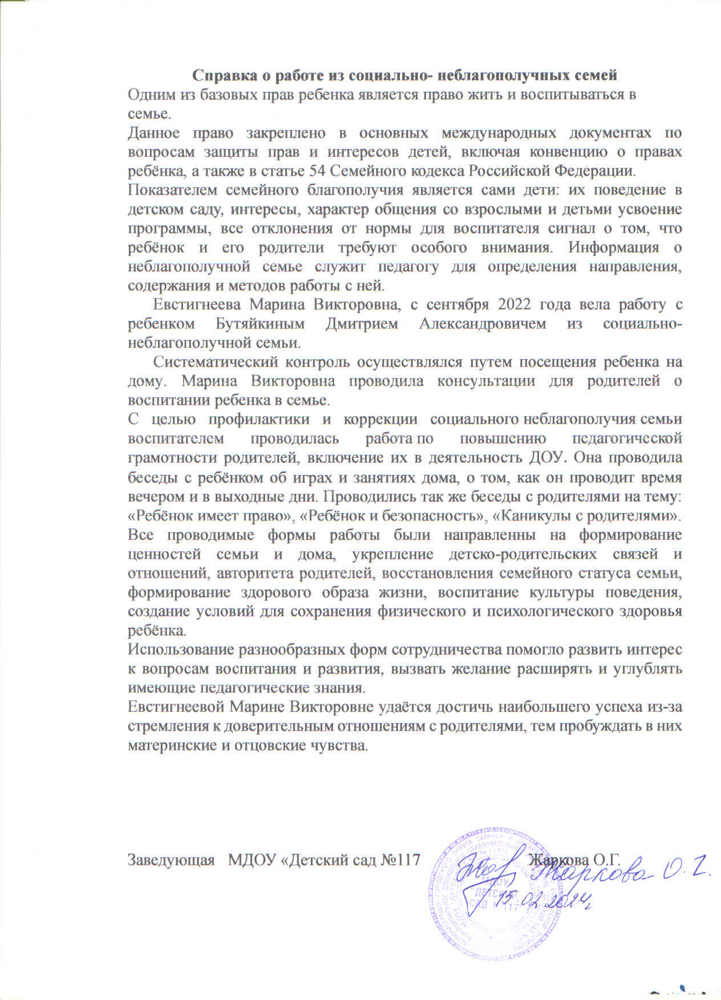 Справка о работе из социально- неблагополучных семей
Одним из базовых прав ребенка является право жить и воспитываться в
семье.
Данное право закреплено в основных международных документах по
вопросам защиты прав и интересов детей, включая конвенцию о правах
ребёнка, а также в статье 54 Семейного кодекса Российской Федерации.
Показателем семейного благополучия является сами дети: их поведение в
детском саду, интересы, характер общения со взрослыми и детьми усвоение
программы, все отклонения от нормы для воспитателя сигнал о том, что
ребёнок и его родители требуют особого внимания. Информация о
неблагополучной семье служит педагогу для определения направления,
содержания и методов работы с ней.
Евстигнеева Марина Викторовна, с сентября 2022 года вела работу с
ребенком Бутяйкиным Дмитрием Александровичем из социально-
неблагополучной семьи.
Систематический контроль осуществлялся путем посещения ребенка на
дому. Марина Викторовна проводила консультации для родителей о
воспитании ребенка в семье.
С целью профилактики и коррекции социального неблагополучия семьи
воспитателем проводилась работа по повышению педагогической
грамотности родителей, включение их в деятельность ДОУ. Она проводила
беседы с ребёнком об играх и занятиях дома, о том, как он проводит время
вечером и в выходные дни. Проводились так же беседы с родителями на тему:
«Ребёнок имеет право», «Ребёнок и безопасность», «Каникулы с родителями».
Все проводимые формы работы были направленны на формирование
ценностей семьи и дома, укрепление детско-родительских связей и
отношений, авторитета родителей, восстановления семейного статуса семьи,
формирование здорового образа жизни, воспитание культуры поведения,
создание условий для сохранения физического и психологического здоровья
ребёнка.
Использование разнообразных форм сотрудничества помогло развить интерес
к вопросам воспитания и развития, вызвать желание расширять и углублять
имеющие педагогические знания.
Евстигнеевой Марине Викторовне удаётся достичь наибольшего успеха из-за
стремления к доверительным отношениям с родителями, тем пробуждать в них
материнские и отцовские чувства.
Заведующая МДОУ «Детский сад №117 Жаркова О.Г.
Жаркова О.Г.
15.02.2024г
МДОУ
"ДЕТСКИЙ
САД №117"